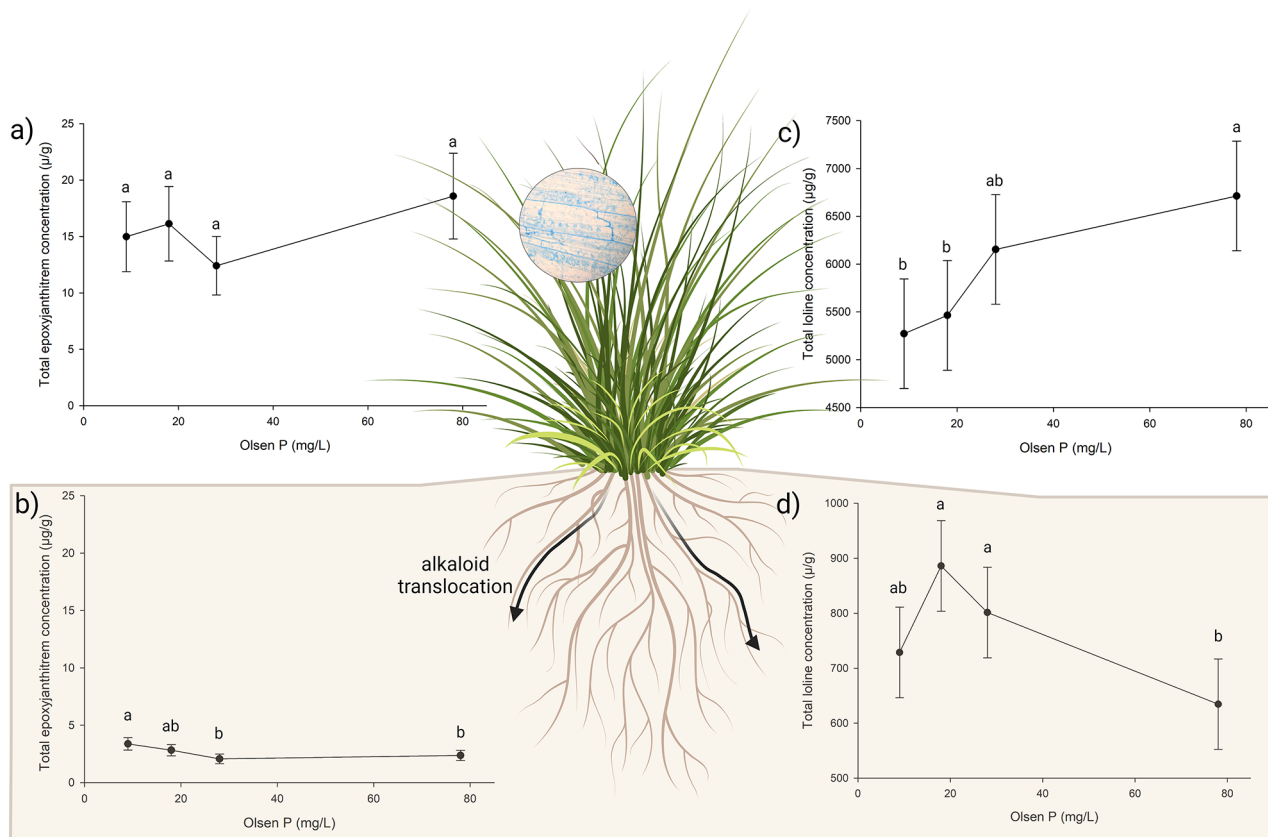 a)
Total epoxyjanthitrem concentration (µ/g)
25
20
15
10
5
0
a
a
a
a
0
20
40
60
80
Olsen P (mg/L)
c)
Total loline concentration (µg/g)
7500
7000
6500
6000
5500
5000
4500
b
b
ab
a
0
20
40
60
80
Olsen P (mg/L)
b)
Total epoxyjanthitrem concentration (µg/g)
25
20
15
10
5
0
a
ab
b
b
0
20
40
60
80
Olsen P (mg/L)
alkaloid
translocation
d)
Total loline concentration (µ/g)
1000
900
800
700
600
500
ab
a
a
b
0
20
40
60
80
Olsen P (mg/L)